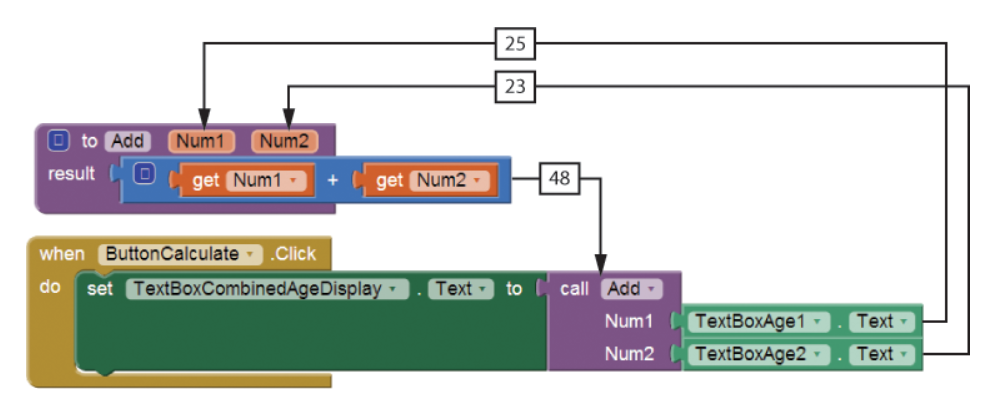 25
23
to Add Num1 Num2
result get Num1 + get Num2
48
when ButtonCalculate .Click
do set TextBoxCombinedAgeDisplay . Text to call Add
Num1 TextBoxAge1 . Text
Num2 TextBoxAge2 . Text